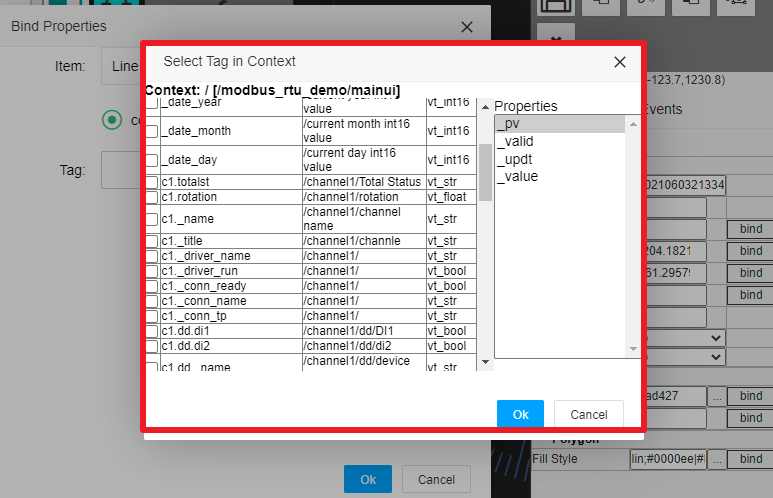 Bind Properties
Item:
Line
Tag:
Select Tag in Context
Context: / [/modbus_rtu_demo/mainui]
_date_year /current year int16 vt_int16
value
_date_month /current month int16 vt_int16
value
_date_day /current day int16 vt_int16
value
c1.totalst /channel1/Total Status vt_str
c1.rotation /channel1/rotation vt_float
c1._name /channel1/channel vt_str
name
c1._title /channel1/channle vt_str
c1._driver_name /channel1/ vt_str
c1._driver_run /channel1/ vt_bool
c1._conn_ready /channel1/ vt_bool
c1._conn_name /channel1/ vt_str
c1._conn_tp /channel1/ vt_str
c1.dd.di1 /channel1/dd/DI1 vt_bool
c1.dd.di2 /channel1/dd/di2 vt_bool
c1.dd._name /channel1/dd/device vt_str
Properties
_pv
_valid
_updt
_value
Ok
Cancel
Ok
Cancel
-123.7,1230.8)
Events
021060321334
bind
204.1821 bind
61.29579 bind
bind
ad427 ... bind
bind
Polygon
Fill Style lin;#0000ee|# ... bind